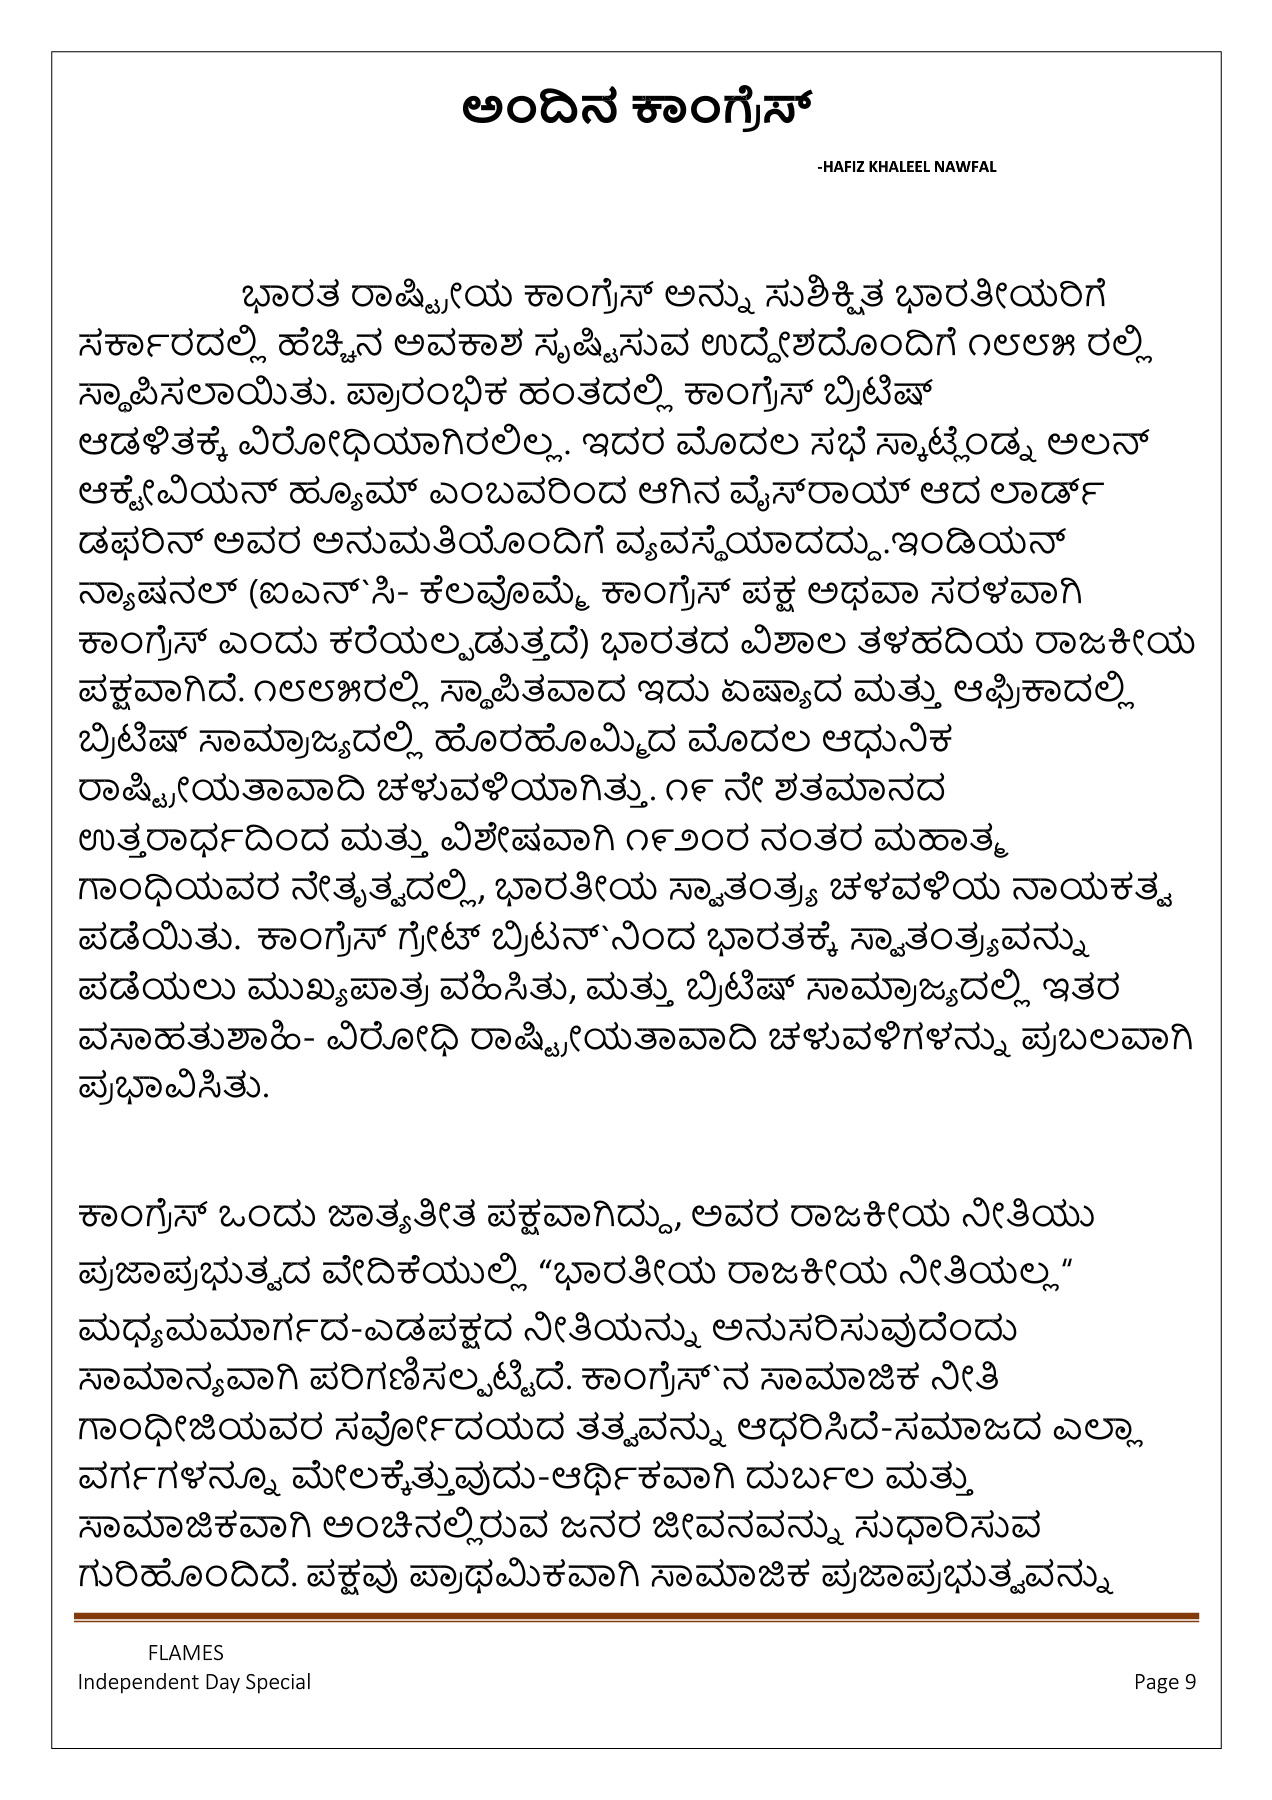 ಅಂದಿನ ಕಾಂಗ್ರೆಸ್
-HAFIZ KHALEEL NAWFAL
ಭಾರತ ರಾಷ್ಟ್ರೀಯ ಕಾಂಗ್ರೆಸ್ ಅನ್ನು ಸುಶಿಕ್ಷಿತ ಭಾರತೀಯರಿಗೆ
ಸರ್ಕಾರದಲ್ಲಿ ಹೆಚ್ಚಿನ ಅವಕಾಶ ಸೃಷ್ಟಿಸುವ ಉದ್ದೇಶದೊಂದಿಗೆ ೧೮೮೫ ರಲ್ಲಿ
ಸ್ಥಾಪಿಸಲಾಯಿತು. ಪ್ರಾರಂಭಿಕ ಹಂತದಲ್ಲಿ ಕಾಂಗ್ರೆಸ್ ಬ್ರಿಟಿಷ್
ಆಡಳಿತಕ್ಕೆ ವಿರೋಧಿಯಾಗಿರಲಿಲ್ಲ. ಇದರ ಮೊದಲ ಸಭೆ ಸ್ಕಾಟ್ಲೆಂಡ್ನ ಅಲನ್
ಆಕ್ಟೇವಿಯನ್ ಹ್ಯೂಮ್ ಎಂಬವರಿಂದ ಆಗಿನ ವೈಸ್‌ರಾಯ್ ಆದ ಲಾರ್ಡ್
ಡಫರಿನ್ ಅವರ ಅನುಮತಿಯೊಂದಿಗೆ ವ್ಯವಸ್ಥೆಯಾದದ್ದು.ಇಂಡಿಯನ್
ನ್ಯಾಷನಲ್ (ಐಎನ್`ಸಿ- ಕೆಲವೊಮ್ಮೆ ಕಾಂಗ್ರೆಸ್ ಪಕ್ಷ ಅಥವಾ ಸರಳವಾಗಿ
ಕಾಂಗ್ರೆಸ್ ಎಂದು ಕರೆಯಲ್ಪಡುತ್ತದೆ) ಭಾರತದ ವಿಶಾಲ ತಳಹದಿಯ ರಾಜಕೀಯ
ಪಕ್ಷವಾಗಿದೆ. ೧೮೮೫ರಲ್ಲಿ ಸ್ಥಾಪಿತವಾದ ಇದು ಏಷ್ಯಾದ ಮತ್ತು ಆಫ್ರಿಕಾದಲ್ಲಿ
ಬ್ರಿಟಿಷ್ ಸಾಮ್ರಾಜ್ಯದಲ್ಲಿ ಹೊರಹೊಮ್ಮಿದ ಮೊದಲ ಆಧುನಿಕ
ರಾಷ್ಟ್ರೀಯತಾವಾದಿ ಚಳುವಳಿಯಾಗಿತ್ತು. ೧೯ ನೇ ಶತಮಾನದ
ಉತ್ತರಾರ್ಧದಿಂದ ಮತ್ತು ವಿಶೇಷವಾಗಿ ೧೯೨೦ರ ನಂತರ ಮಹಾತ್ಮ
ಗಾಂಧಿಯವರ ನೇತೃತ್ವದಲ್ಲಿ, ಭಾರತೀಯ ಸ್ವಾತಂತ್ರ್ಯ ಚಳವಳಿಯ ನಾಯಕತ್ವ
ಪಡೆಯಿತು. ಕಾಂಗ್ರೆಸ್ ಗ್ರೇಟ್ ಬ್ರಿಟನ್`ನಿಂದ ಭಾರತಕ್ಕೆ ಸ್ವಾತಂತ್ರ್ಯವನ್ನು
ಪಡೆಯಲು ಮುಖ್ಯಪಾತ್ರ ವಹಿಸಿತು, ಮತ್ತು ಬ್ರಿಟಿಷ್ ಸಾಮ್ರಾಜ್ಯದಲ್ಲಿ ಇತರ
ವಸಾಹತುಶಾಹಿ- ವಿರೋಧಿ ರಾಷ್ಟ್ರೀಯತಾವಾದಿ ಚಳುವಳಿಗಳನ್ನು ಪ್ರಬಲವಾಗಿ
ಪ್ರಭಾವಿಸಿತು.
ಕಾಂಗ್ರೆಸ್ ಒಂದು ಜಾತ್ಯತೀತ ಪಕ್ಷವಾಗಿದ್ದು, ಅವರ ರಾಜಕೀಯ ನೀತಿಯು
ಪ್ರಜಾಪ್ರಭುತ್ವದ ವೇದಿಕೆಯುಲ್ಲಿ “ಭಾರತೀಯ ರಾಜಕೀಯ ನೀತಿಯಲ್ಲ”
ಮಧ್ಯಮಮಾರ್ಗದ-ಎಡಪಕ್ಷದ ನೀತಿಯನ್ನು ಅನುಸರಿಸುವುದೆಂದು
ಸಾಮಾನ್ಯವಾಗಿ ಪರಿಗಣಿಸಲ್ಪಟ್ಟಿದೆ. ಕಾಂಗ್ರೆಸ್`ನ ಸಾಮಾಜಿಕ ನೀತಿ
ಗಾಂಧೀಜಿಯವರ ಸರ್ವೋದಯದ ತತ್ವವನ್ನು ಆಧರಿಸಿದೆ-ಸಮಾಜದ ಎಲ್ಲಾ
ವರ್ಗಗಳನ್ನೂ ಮೇಲಕ್ಕೆತ್ತುವುದು-ಆರ್ಥಿಕವಾಗಿ ದುರ್ಬಲ ಮತ್ತು
ಸಾಮಾಜಿಕವಾಗಿ ಅಂಚಿನಲ್ಲಿರುವ ಜನರ ಜೀವನವನ್ನು ಸುಧಾರಿಸುವ
ಗುರಿಹೊಂದಿದೆ. ಪಕ್ಷವು ಪ್ರಾಥಮಿಕವಾಗಿ ಸಾಮಾಜಿಕ ಪ್ರಜಾಪ್ರಭುತ್ವವನ್ನು
FLAMES
Independent Day Special Page 9